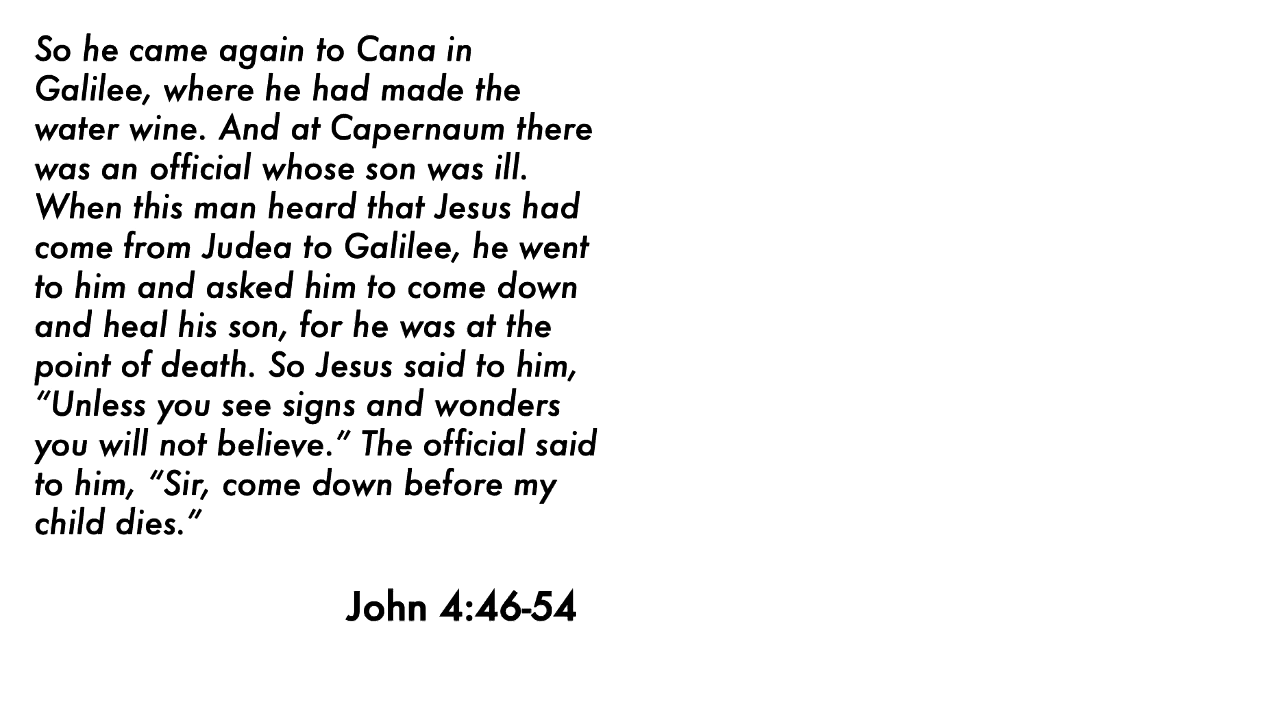 So he came again to Cana in
Galilee, where he had made the
water wine. And at Capernaum there
was an official whose son was ill.
When this man heard that Jesus had
come from Judea to Galilee, he went
to him and asked him to come down
and heal his son, for he was at the
point of death. So Jesus said to him,
“Unless you see signs and wonders
you will not believe.” The official said
to him, “Sir, come down before my
child dies.”
John 4:46-54